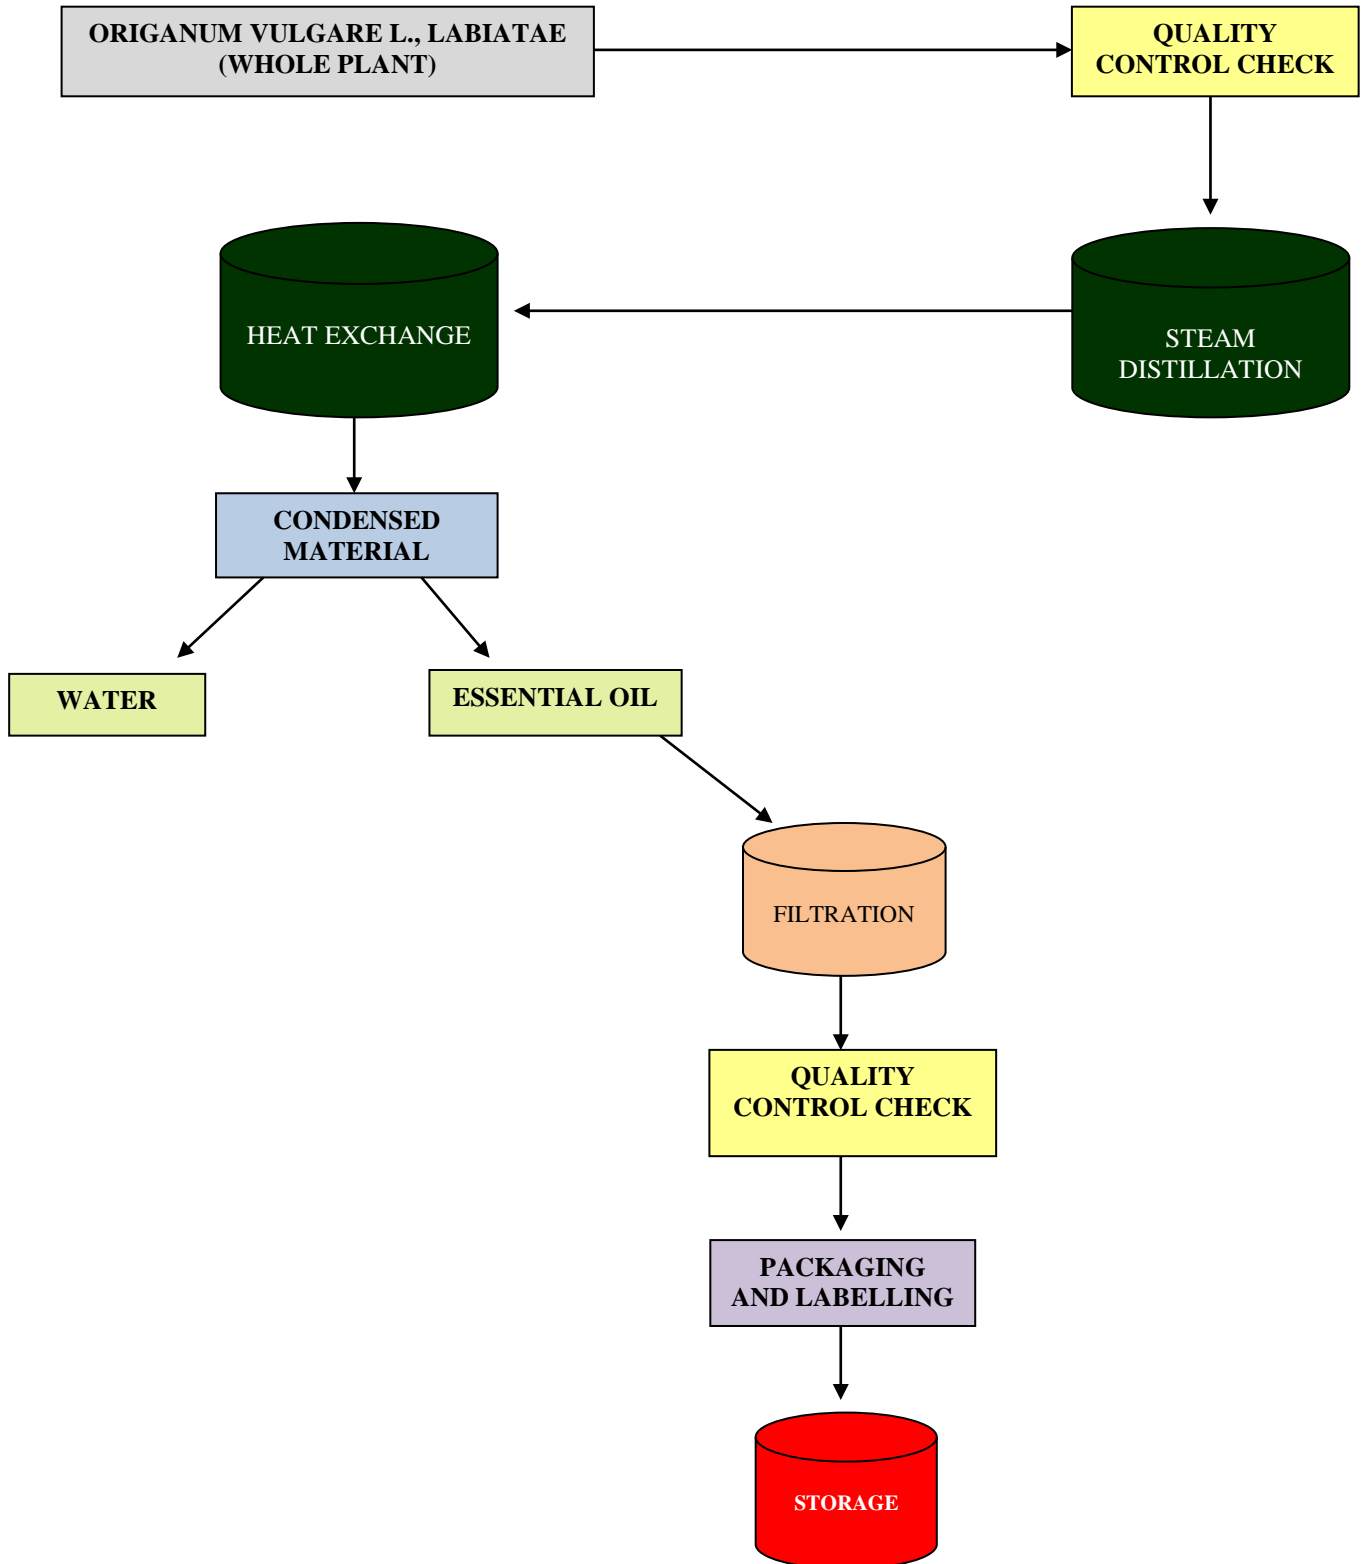 ORIGANUM VULGARE L., LABIATAE
(WHOLE PLANT)
QUALITY
CONTROL CHECK
HEAT EXCHANGE
STEAM
DISTILLATION
CONDENSED
MATERIAL
WATER
ESSENTIAL OIL
FILTRATION
QUALITY
CONTROL CHECK
PACKAGING
AND LABELLING
STORAGE